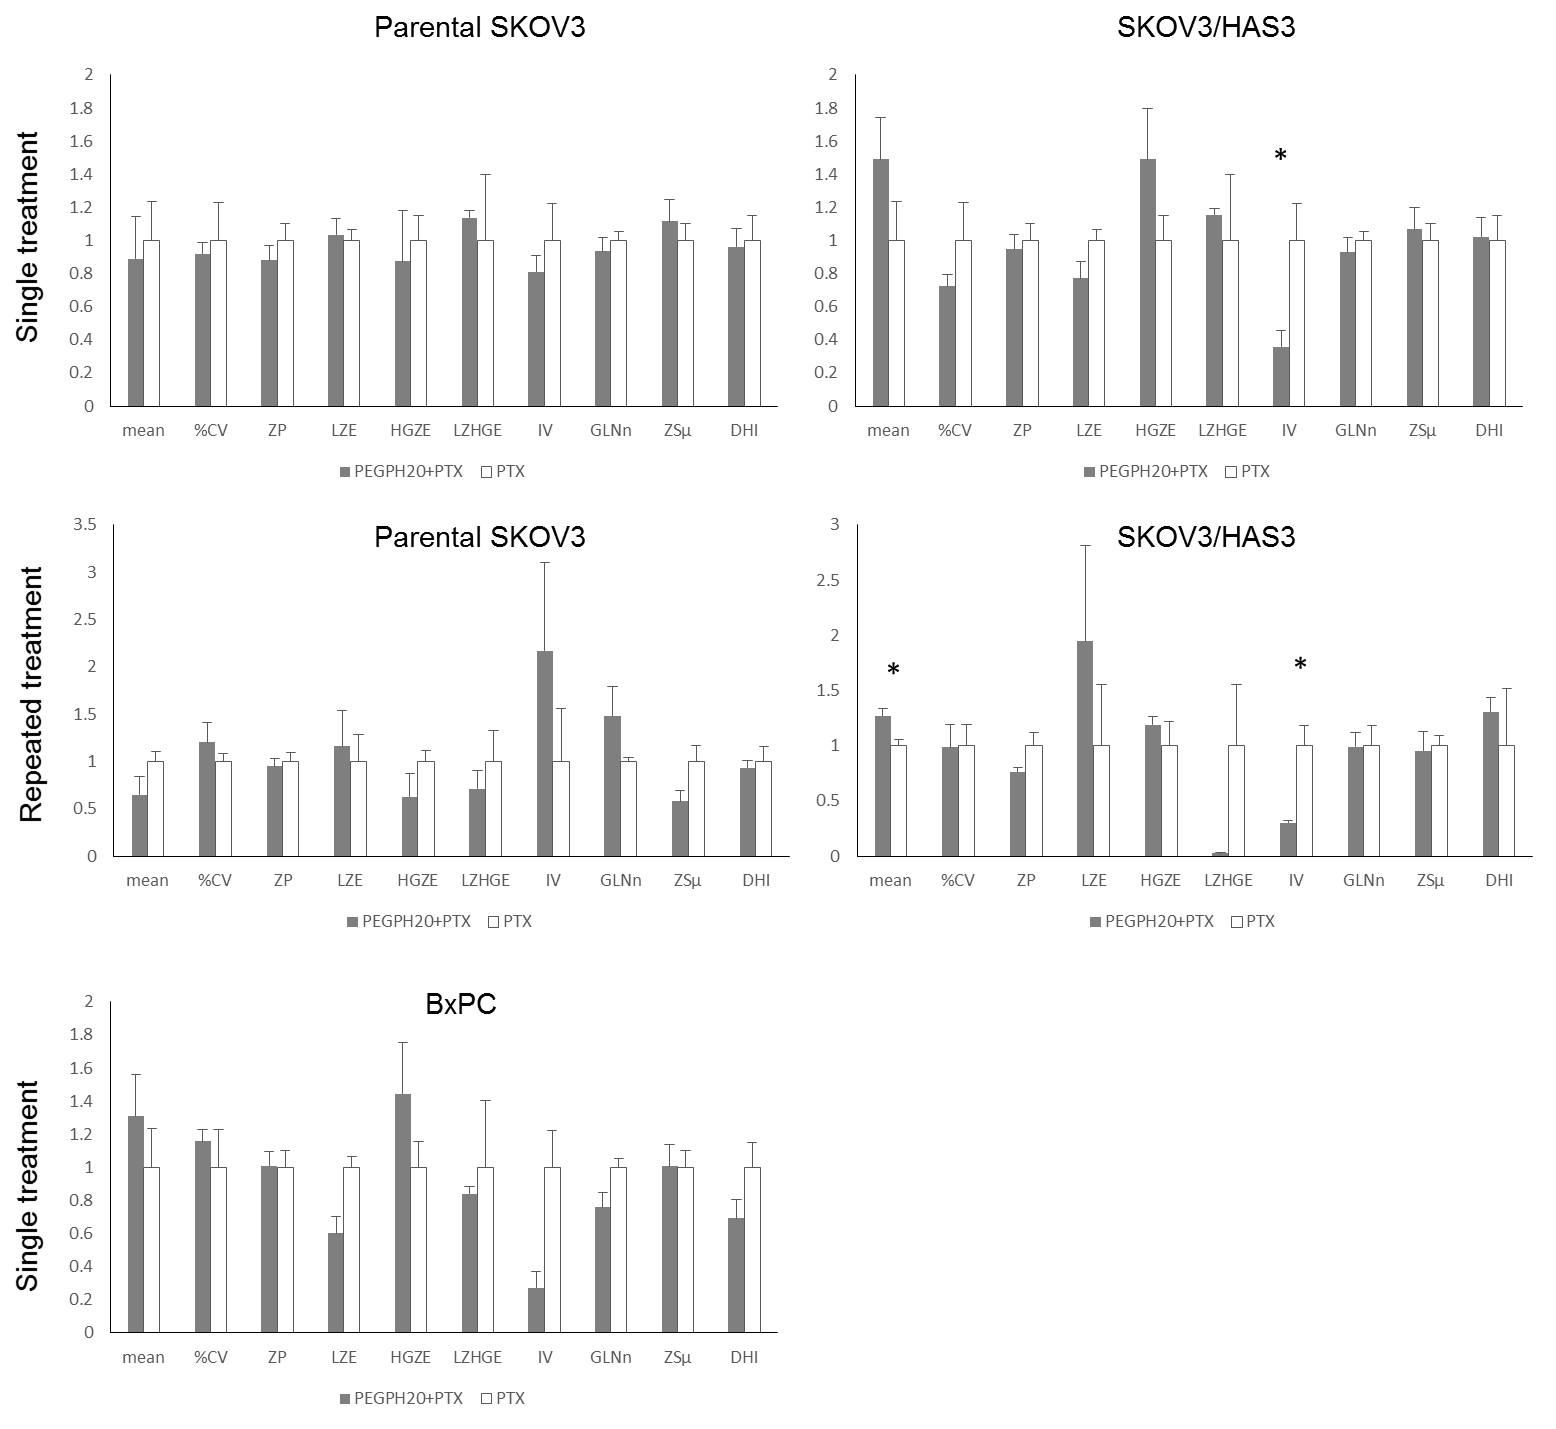 Parental SKOV3
SKOV3/HAS3
Single treatment
2
1.8
1.6
1.4
1.2
1
0.8
0.6
0.4
0.2
0
mean %CV ZP LZE HGZE LZHGE IV GLNn ZSµ DHI
PEGPH20+PTX PTX
2
1.8
1.6
1.4
1.2
1
0.8
0.6
0.4
0.2
0
*
mean %CV ZP LZE HGZE LZHGE IV GLNn ZSµ DHI
PEGPH20+PTX PTX
Repeated treatment
Parental SKOV3
3.5
3
2.5
2
1.5
1
0.5
0
mean %CV ZP LZE HGZE LZHGE IV GLNn ZSµ DHI
PEGPH20+PTX PTX
SKOV3/HAS3
3
2.5
2
1.5
1
0.5
0
* *
mean %CV ZP LZE HGZE LZHGE IV GLNn ZSµ DHI
PEGPH20+PTX PTX
Single treatment
BxPC
2
1.8
1.6
1.4
1.2
1
0.8
0.6
0.4
0.2
0
mean %CV ZP LZE HGZE LZHGE IV GLNn ZSµ DHI
PEGPH20+PTX PTX